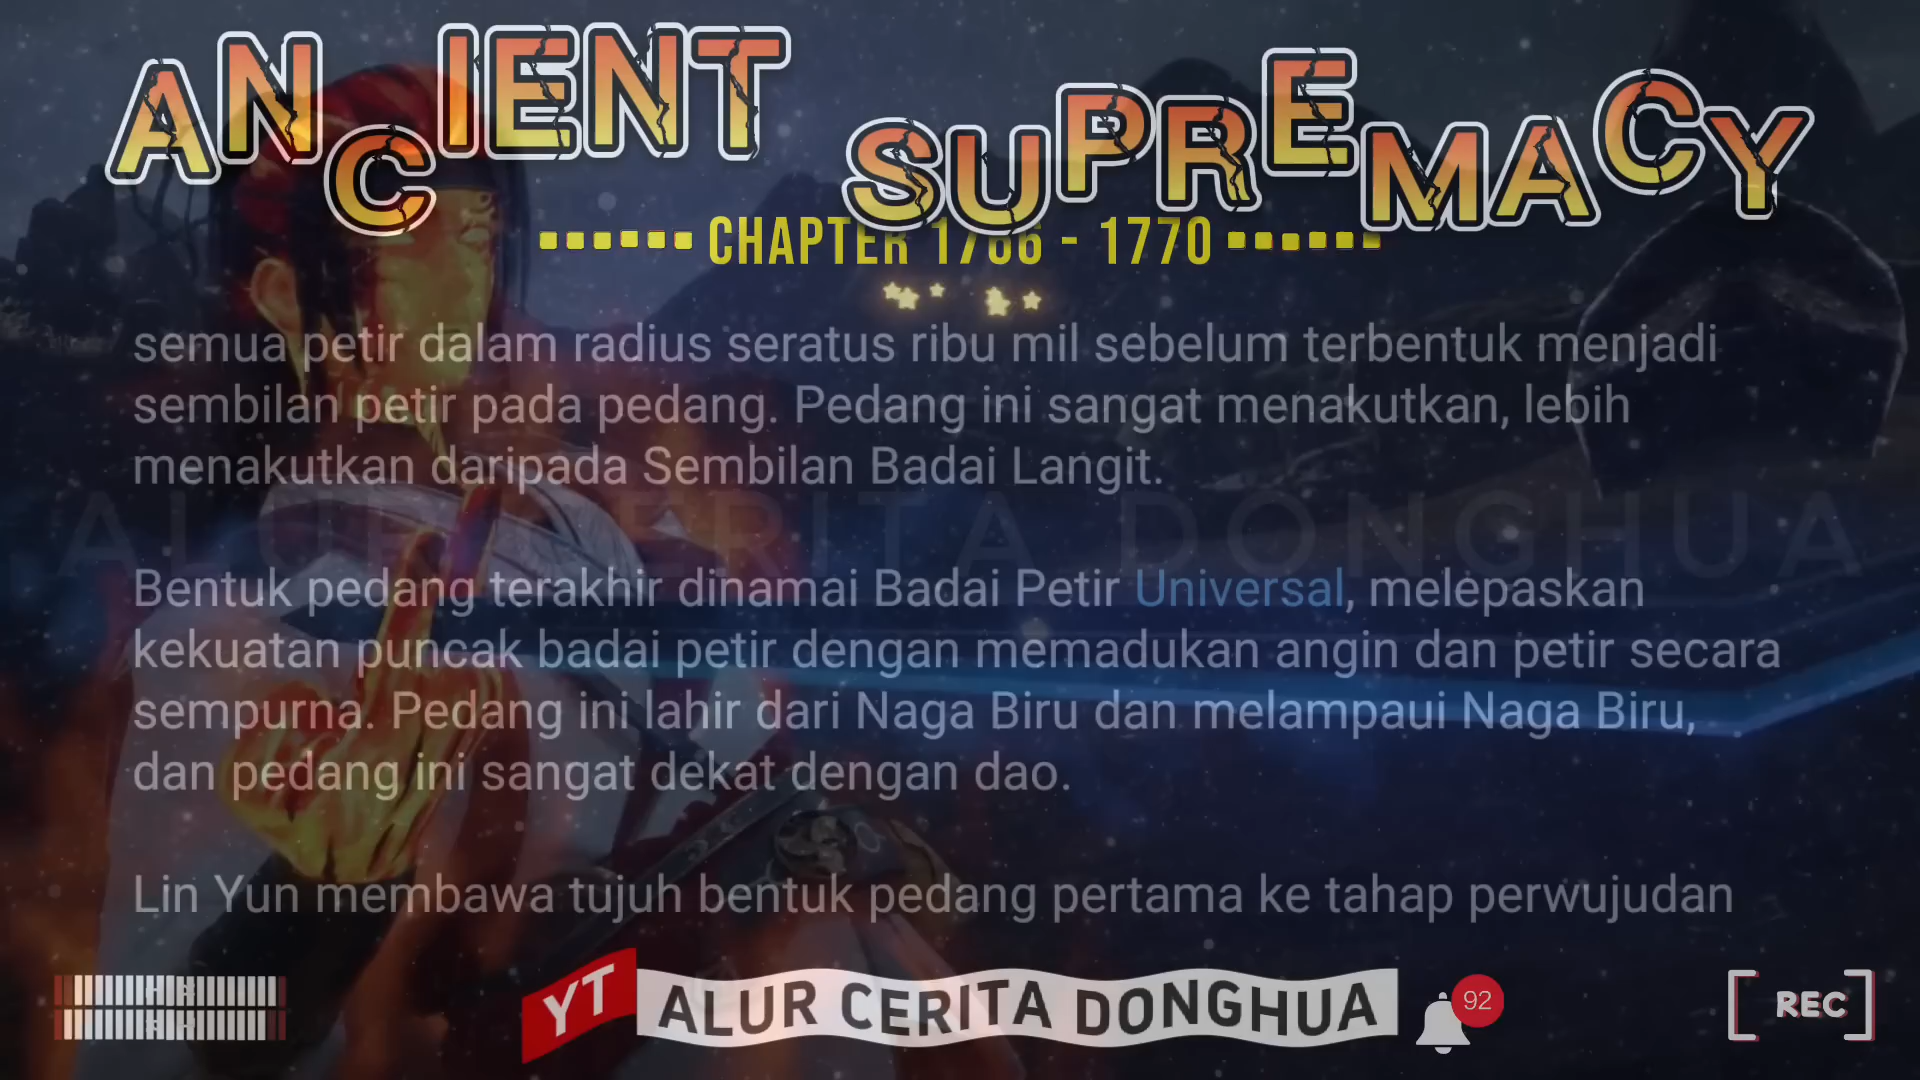 ANCIENT SUPREMACY
CHAPTER 1766 - 1770
semua petir dalam radius seratus ribu mil sebelum terbentuk menjadi
sembilan petir pada pedang. Pedang ini sangat menakutkan, lebih
menakutkan daripada Sembilan Badai Langit.
ALUR CERITA DONGHUA
Bentuk pedang terakhir dinamai Badai Petir Universal, melepaskan
kekuatan puncak badai petir dengan memadukan angin dan petir secara
sempurna. Pedang ini lahir dari Naga Biru dan melampaui Naga Biru,
dan pedang ini sangat dekat dengan dao.
Lin Yun membawa tujuh bentuk pedang pertama ke tahap perwujudan
YT ALUR CERITA DONGHUA
92
REC